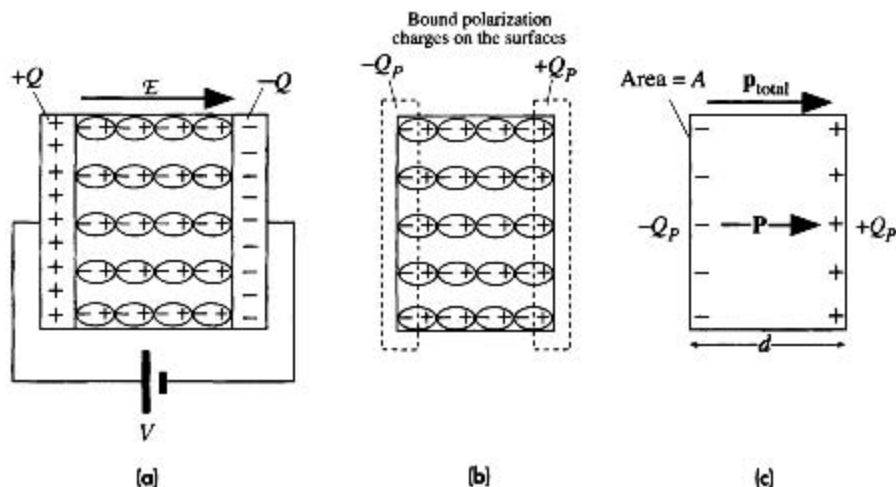 Bound polarization
charges on the surfaces
+Q
ℰ
−Q
V
(a)
−Q_P
+Q_P
(b)
Area = A
p_total
−Q_P
P
+Q_P
d
(c)